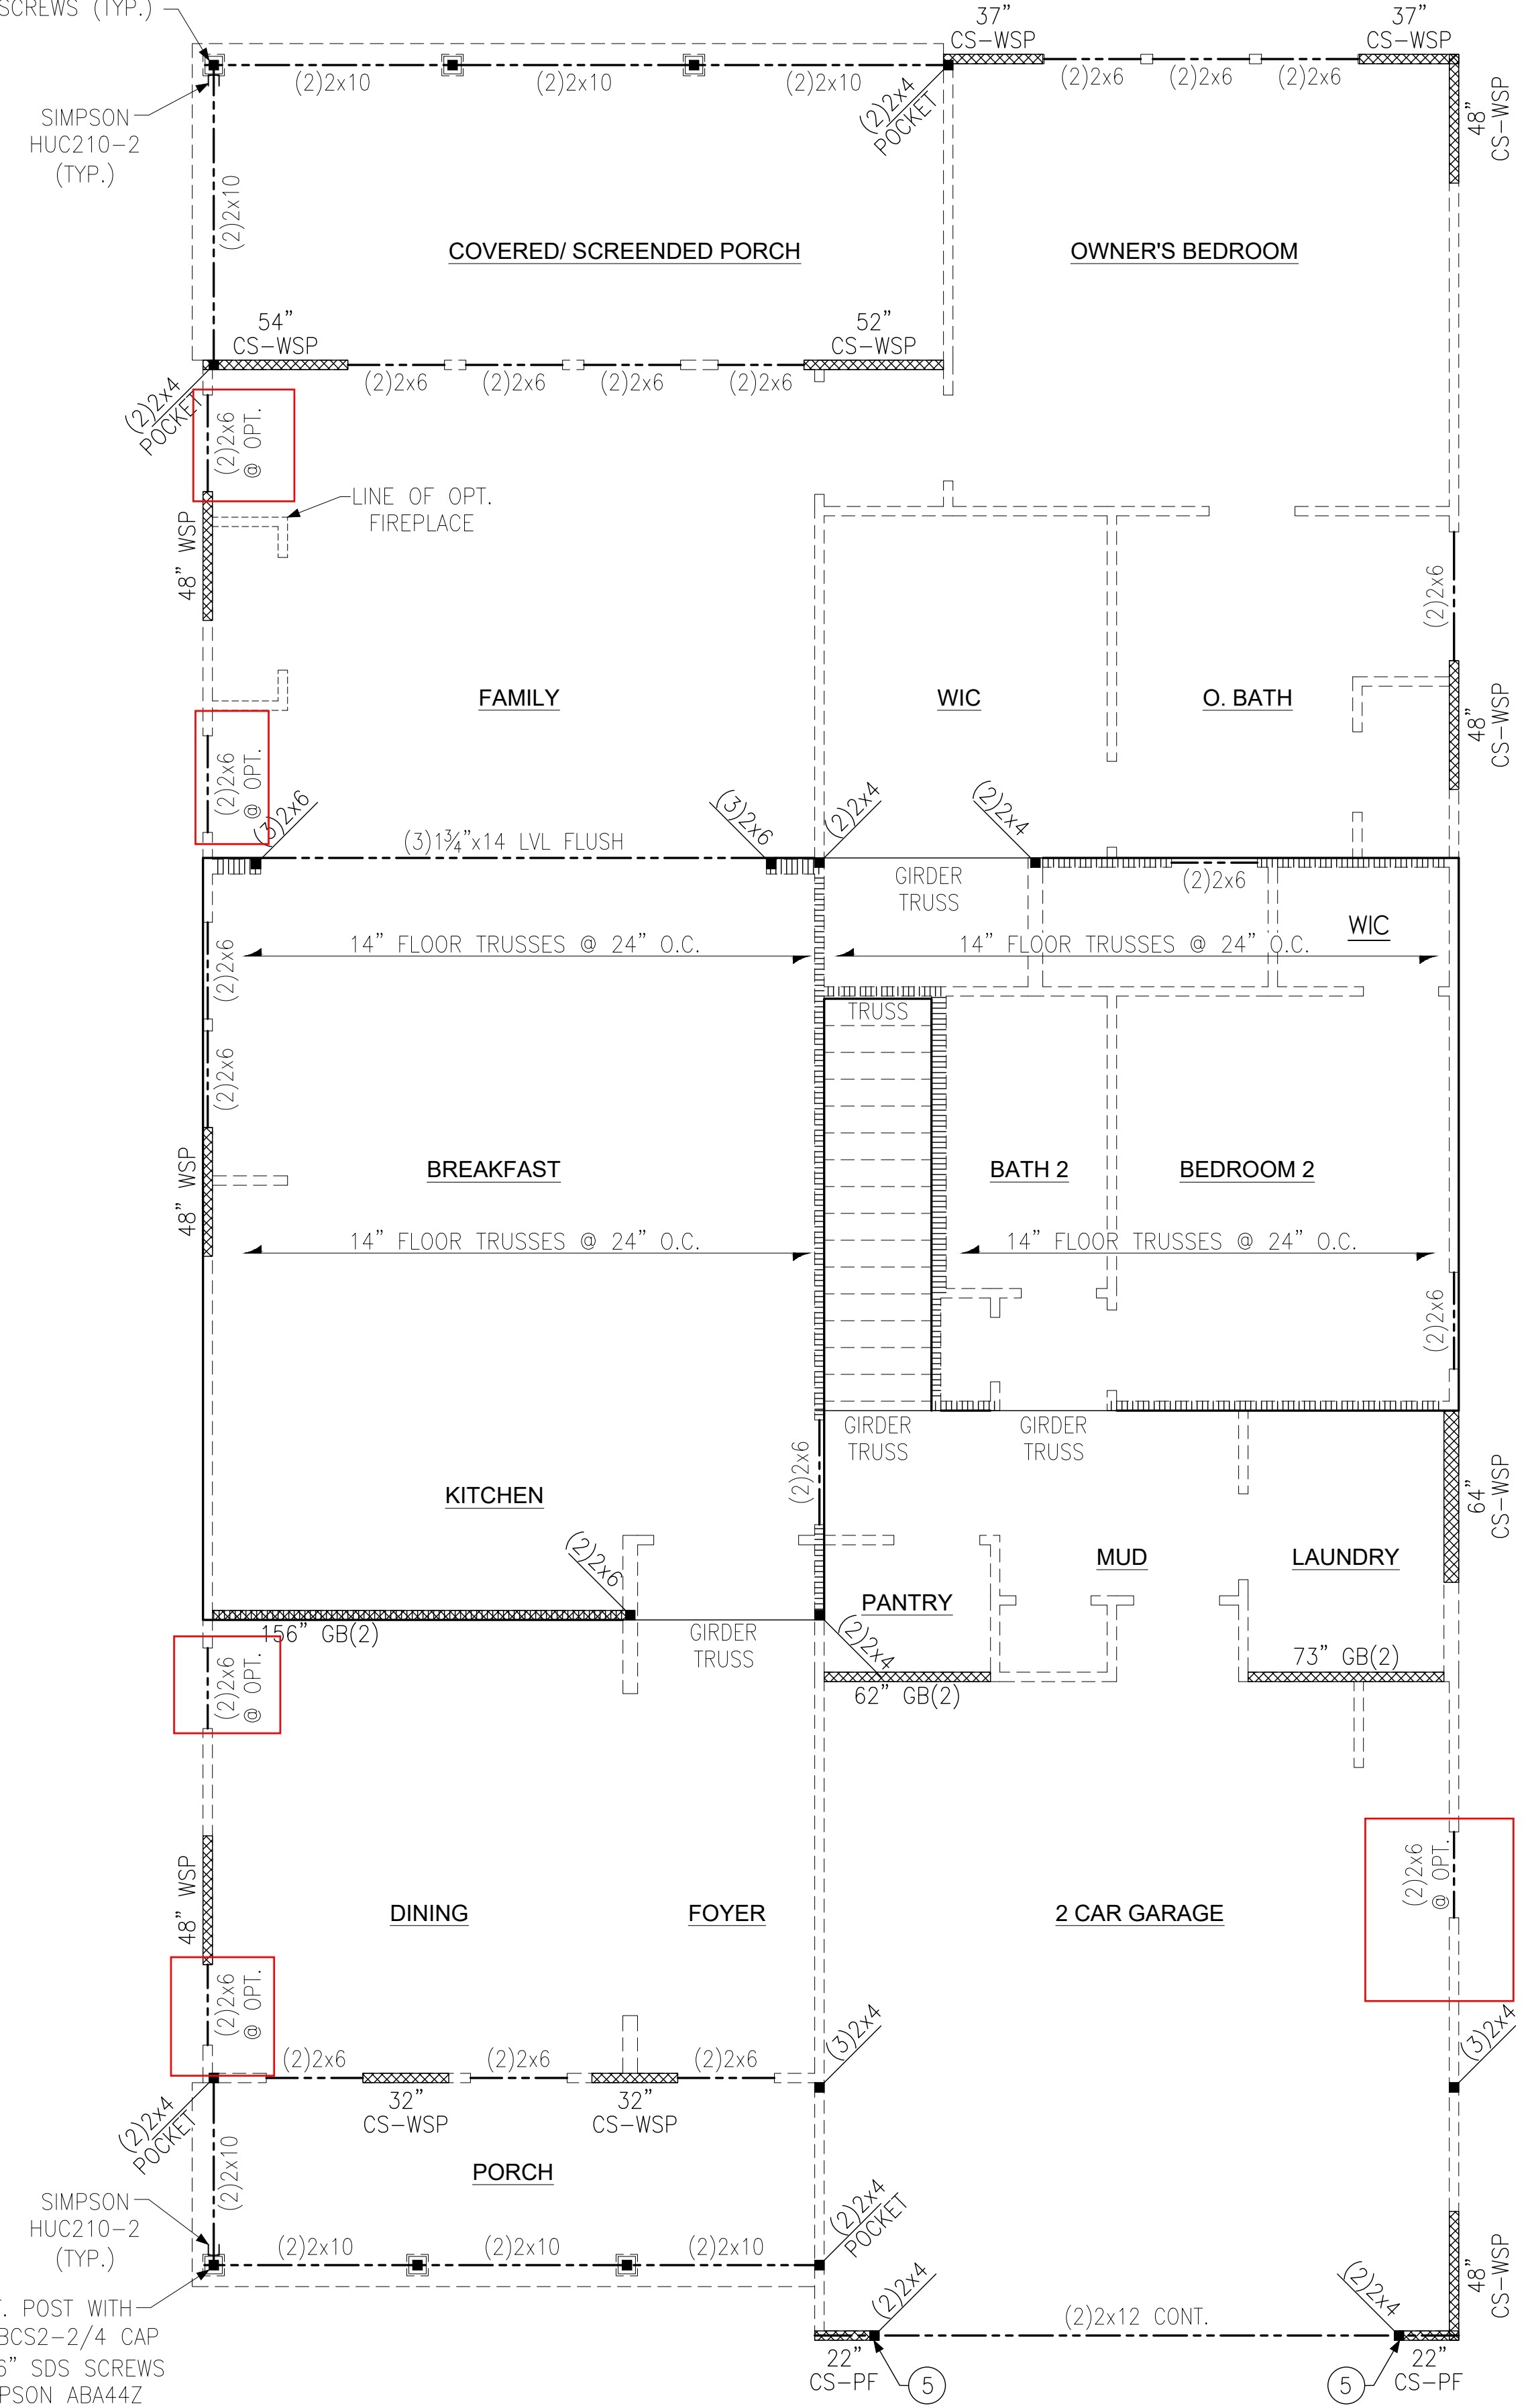 SCREWS (TYP.)
37"
CS-WSP
37"
CS-WSP
(2)2x10
(2)2x10
(2)2x10
(2)2x6
(2)2x6
(2)2x6
SIMPSON
HUC210-2
(TYP.)
(2)2x4
POCKET
48"
CS-WSP
(2)2x10
COVERED/ SCREENDED PORCH
OWNER'S BEDROOM
54"
CS-WSP
52"
CS-WSP
(2)2x6
(2)2x6
(2)2x6
(2)2x6
(2)2x4
POCKET
(2)2x6
@ OPT.
LINE OF OPT.
FIREPLACE
48" WSP
(2)2x6
FAMILY
WIC
O. BATH
48"
CS-WSP
(2)2x6
@ OPT.
(3)2x6
(3)2x6
(2)2x4
(2)2x4
(3)1¾"x14 LVL FLUSH
GIRDER
TRUSS
(2)2x6
WIC
14" FLOOR TRUSSES @ 24" O.C.
14" FLOOR TRUSSES @ 24" O.C.
(2)2x6
TRUSS
(2)2x6
BREAKFAST
BATH 2
BEDROOM 2
48" WSP
14" FLOOR TRUSSES @ 24" O.C.
14" FLOOR TRUSSES @ 24" O.C.
(2)2x6
GIRDER
TRUSS
GIRDER
TRUSS
(2)2x6
KITCHEN
64"
CS-WSP
(2)2x6
MUD
LAUNDRY
PANTRY
156" GB(2)
GIRDER
TRUSS
(2)2x4
62" GB(2)
73" GB(2)
(2)2x6
@ OPT.
48" WSP
(2)2x6
@ OPT.
DINING
FOYER
2 CAR GARAGE
(2)2x6
@ OPT.
(3)2x4
(3)2x4
(2)2x6
(2)2x6
(2)2x6
32"
CS-WSP
32"
CS-WSP
(2)2x4
POCKET
(2)2x10
PORCH
SIMPSON
HUC210-2
(TYP.)
(2)2x4
POCKET
(2)2x10
(2)2x10
(2)2x10
48"
CS-WSP
(2)2x4
(2)2x4
(2)2x12 CONT.
POST WITH
BCS2-2/4 CAP
6" SDS SCREWS
ABA44Z
22"
CS-PF
5
5
22"
CS-PF